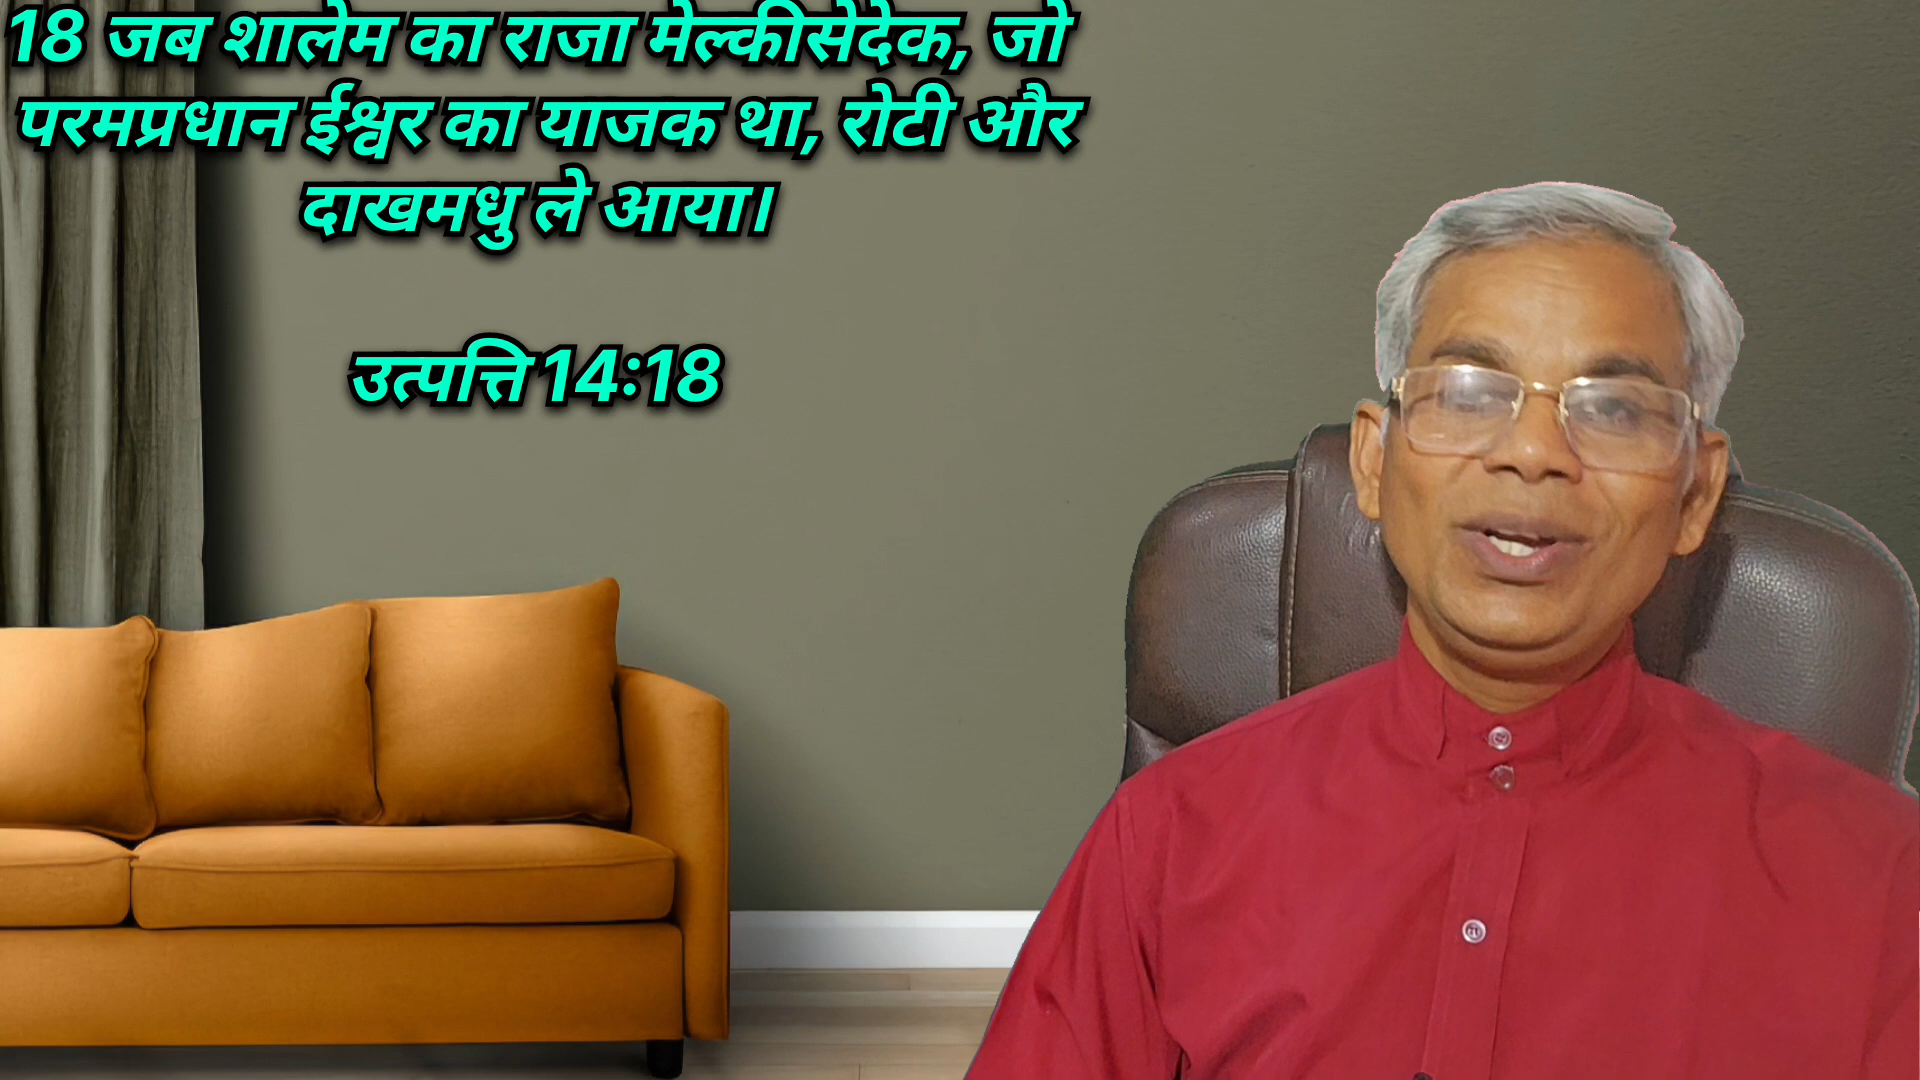 18 जब शालेम का राजा मेल्कीसेदेक, जो
परमप्रधान ईश्वर का याजक था, रोटी और
दाखमधु ले आया।
उत्पत्ति 14:18